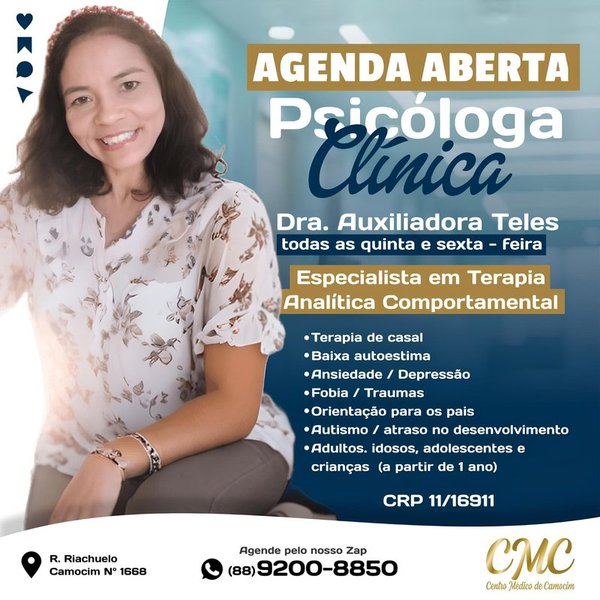 AGENDA ABERTA
Psicóloga
Clínica
Dra. Auxiliadora Teles
todas as quinta e sexta - feira
Especialista em Terapia
Analítica Comportamental
•Terapia de casal
•Baixa autoestima
•Ansiedade / Depressão
•Fobia / Traumas
•Orientação para os pais
•Autismo / atraso no desenvolvimento
•Adultos. idosos, adolescentes e
crianças (a partir de 1 ano)
CRP 11/16911
R. Riachuelo
Camocim N° 1668
Agende pelo nosso Zap
(88)9200-8850
CMC
Centro Médico de Camocim